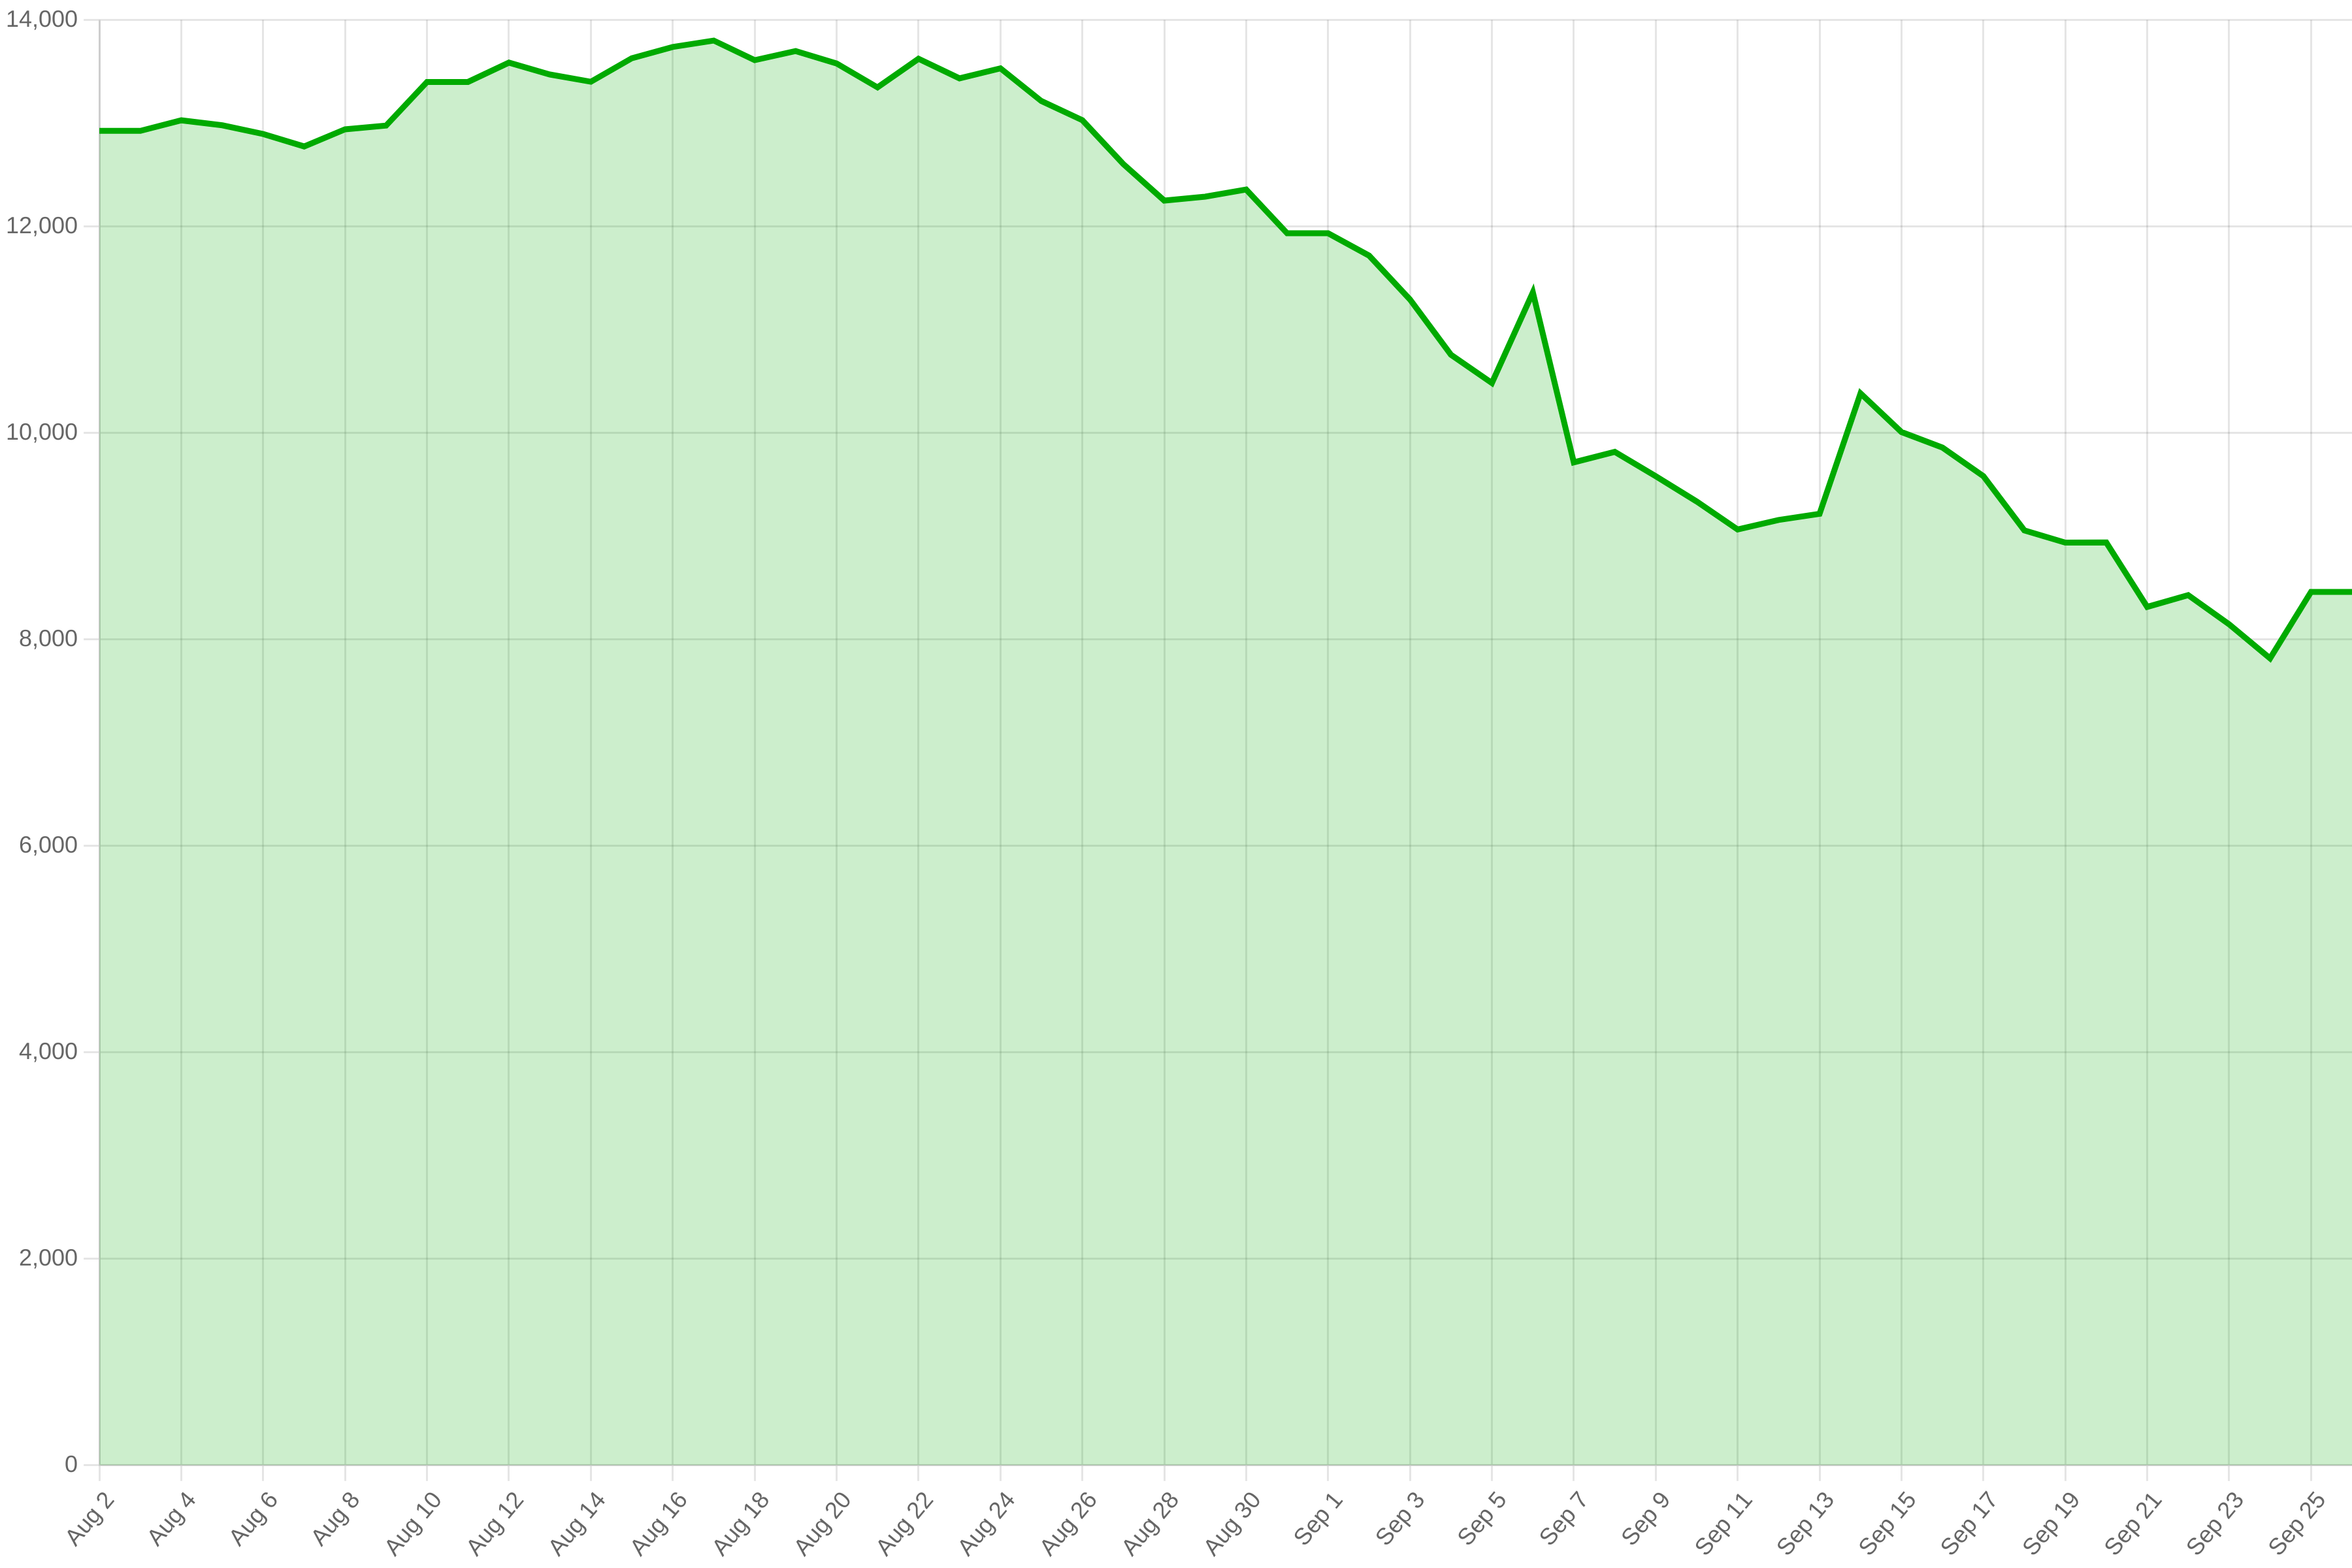 14,000
12,000
10,000
8,000
6,000
4,000
2,000
0
Aug 2
Aug 4
Aug 6
Aug 8
Aug 10
Aug 12
Aug 14
Aug 16
Aug 18
Aug 20
Aug 22
Aug 24
Aug 26
Aug 28
Aug 30
Sep 1
Sep 3
Sep 5
Sep 7
Sep 9
Sep 11
Sep 13
Sep 15
Sep 17
Sep 19
Sep 21
Sep 23
Sep 25